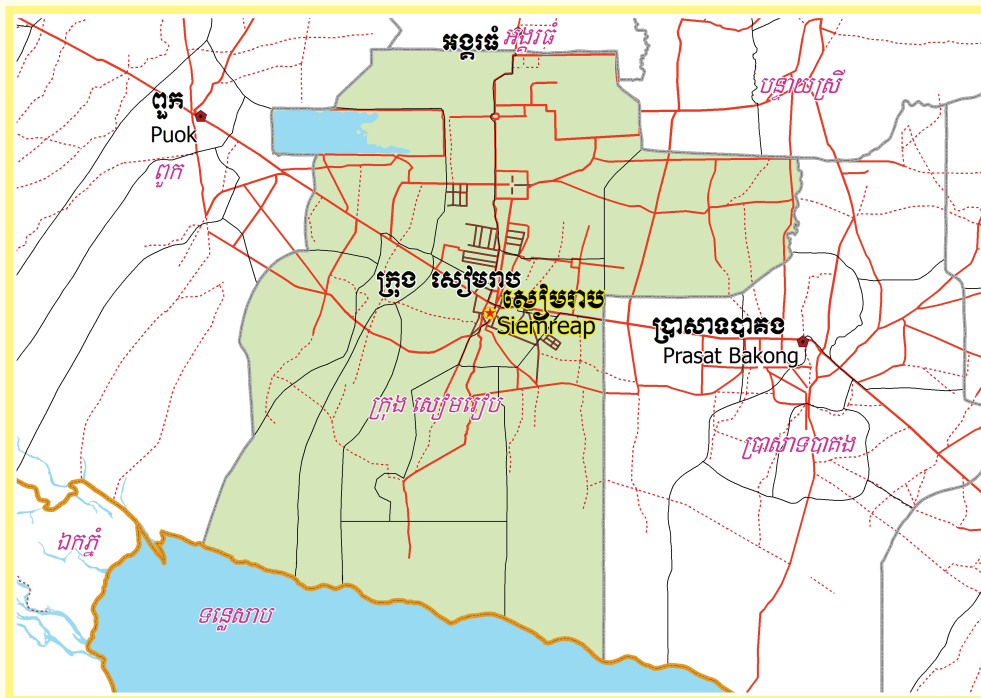 អង្គរធំ
អង្គរធំ
បន្ទាយស្រី
ពួក
Puok
ពួក
ក្រុង សៀមរាប
សៀមរាប
Siemreap
ប្រាសាទបាគង
Prasat Bakong
ក្រុង សៀមរៀប
ប្រាសាទបាគង
ឯកភ្នំ
ទន្លេសាប